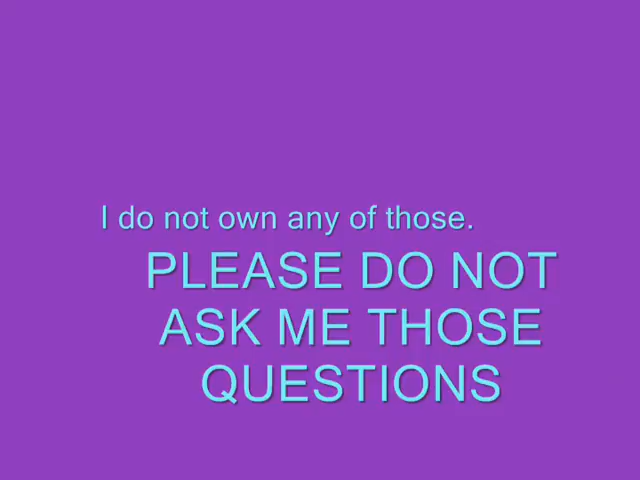 I do not own any of those.
PLEASE DO NOT
ASK ME THOSE
QUESTIONS